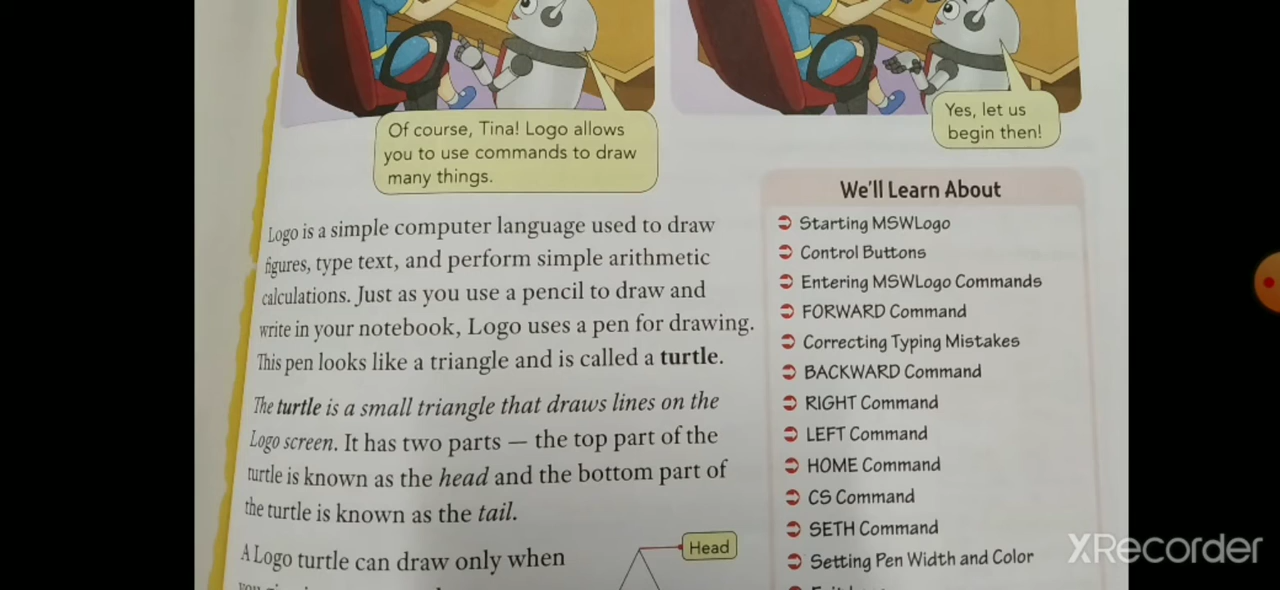 Of course, Tina! Logo allows
you to use commands to draw
many things.
Yes, let us
begin then!
Logo is a simple computer language used to draw
figures, type text, and perform simple arithmetic
calculations. Just as you use a pencil to draw and
write in your notebook, Logo uses a pen for drawing.
This pen looks like a triangle and is called a turtle.
The turtle is a small triangle that draws lines on the
Logo screen. It has two parts — the top part of the
turtle is known as the head and the bottom part of
the turtle is known as the tail.
A Logo turtle can draw only when
Head
We'll Learn About
Starting MSWLogo
Control Buttons
Entering MSWLogo Commands
FORWARD Command
Correcting Typing Mistakes
BACKWARD Command
RIGHT Command
LEFT Command
HOME Command
CS Command
SETH Command
Setting Pen Width and Color
XRecorder